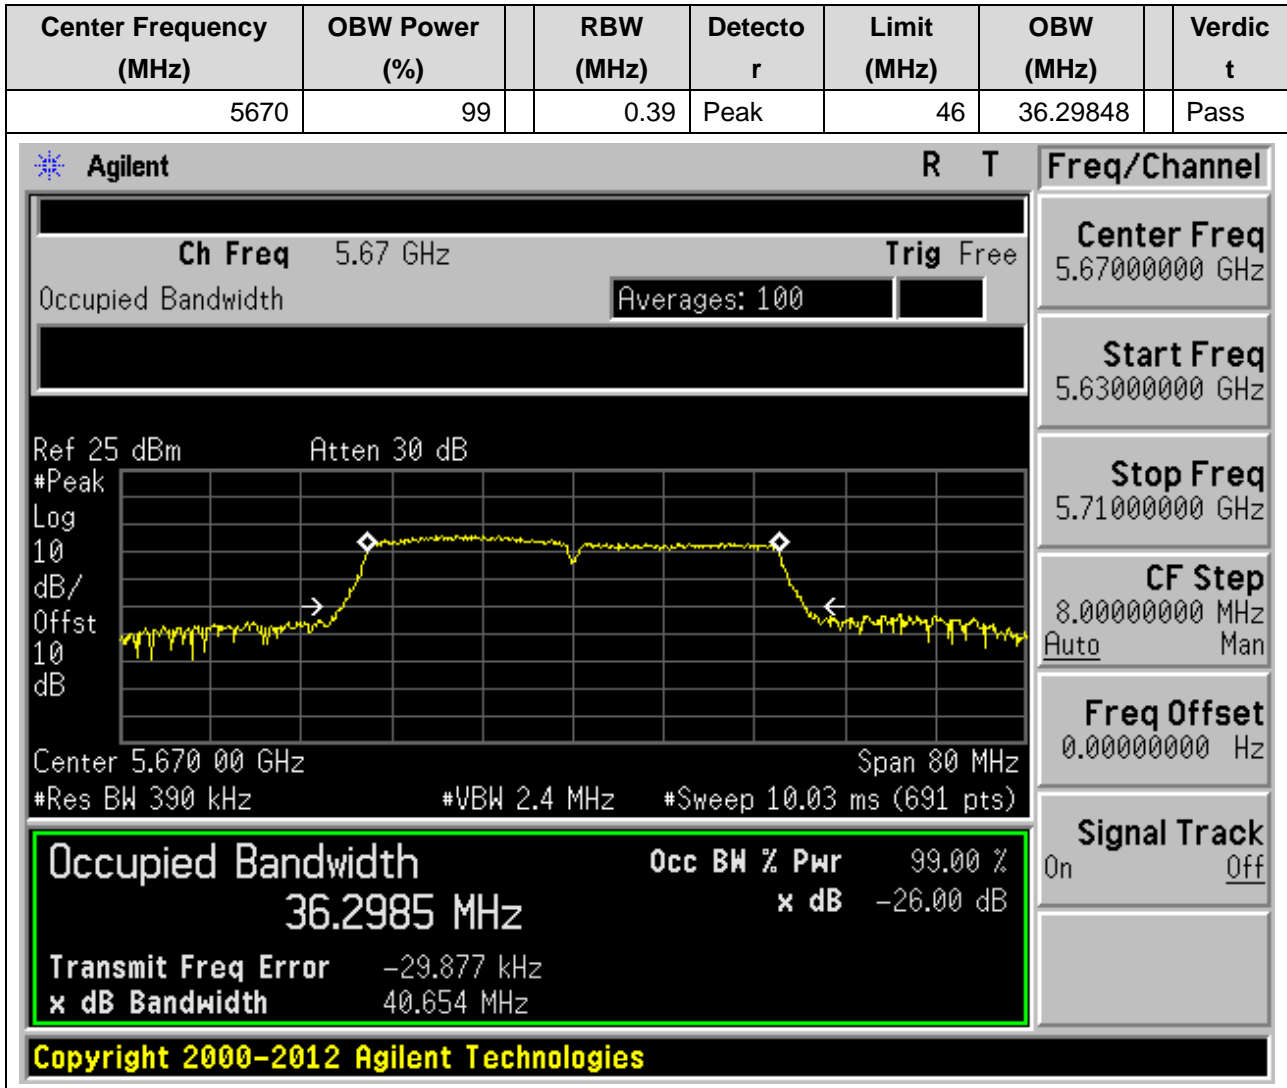 Center Frequency OBW Power RBW Detecto Limit OBW Verdic
(MHz) (%) (MHz) r (MHz) (MHz) t
5670 99 0.39 Peak 46 36.29848 Pass
Agilent R T Freq/Channel
Ch Freq 5.67 GHz Trig Free
Occupied Bandwidth Averages: 100
Center Freq
5.67000000 GHz
Start Freq
5.63000000 GHz
Stop Freq
5.71000000 GHz
CF Step
8.00000000 MHz
Auto Man
Freq Offset
0.00000000 Hz
Signal Track
On Off
Ref 25 dBm Atten 30 dB
#Peak
Log
10
dB/
Offst
10
dB
Center 5.670 00 GHz Span 80 MHz
#Res BW 390 kHz #VBW 2.4 MHz #Sweep 10.03 ms (691 pts)
Occupied Bandwidth Occ BW % Pwr 99.00 %
36.2985 MHz x dB -26.00 dB
Transmit Freq Error -29.877 kHz
x dB Bandwidth 40.654 MHz
Copyright 2000-2012 Agilent Technologies